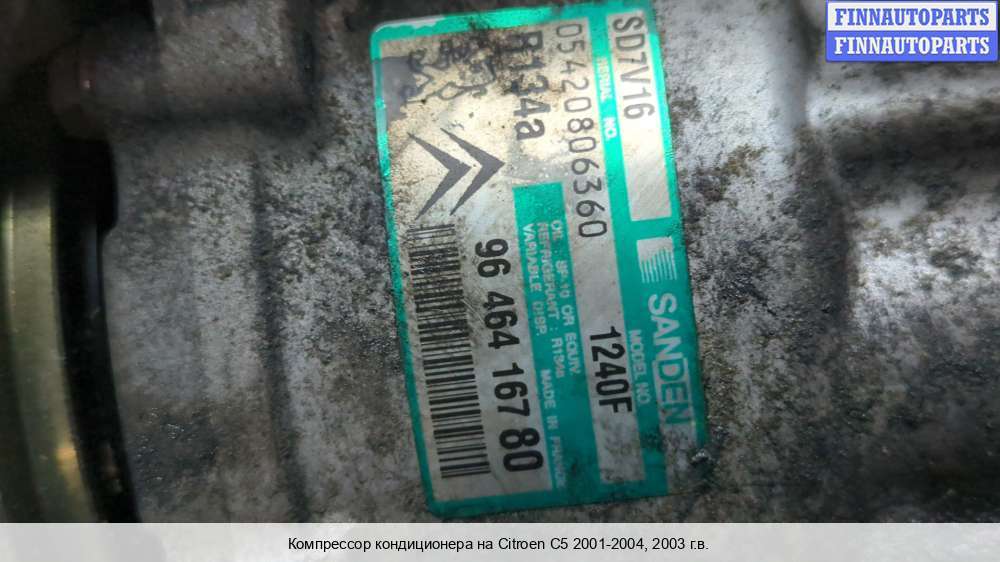 FINNAUTOPARTS
FINNAUTOPARTS
SANDEN
SD7V16
MODEL NO.
1240F
SERIAL NO.
05420806360
R134a
OIL : SP-10 OR EQUIV
REFRIGERANT : R134a
VARIABLE DISP.
MADE IN FRANCE
96 464 167 80
Компрессор кондиционера на Citroen C5 2001-2004, 2003 г.в.